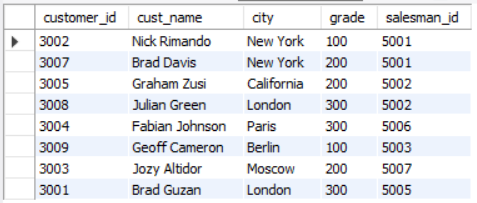 customer_id cust_name city grade salesman_id
3002 Nick Rimando New York 100 5001
3007 Brad Davis New York 200 5001
3005 Graham Zusi California 200 5002
3008 Julian Green London 300 5002
3004 Fabian Johnson Paris 300 5006
3009 Geoff Cameron Berlin 100 5003
3003 Jozy Altidor Moscow 200 5007
3001 Brad Guzan London 300 5005